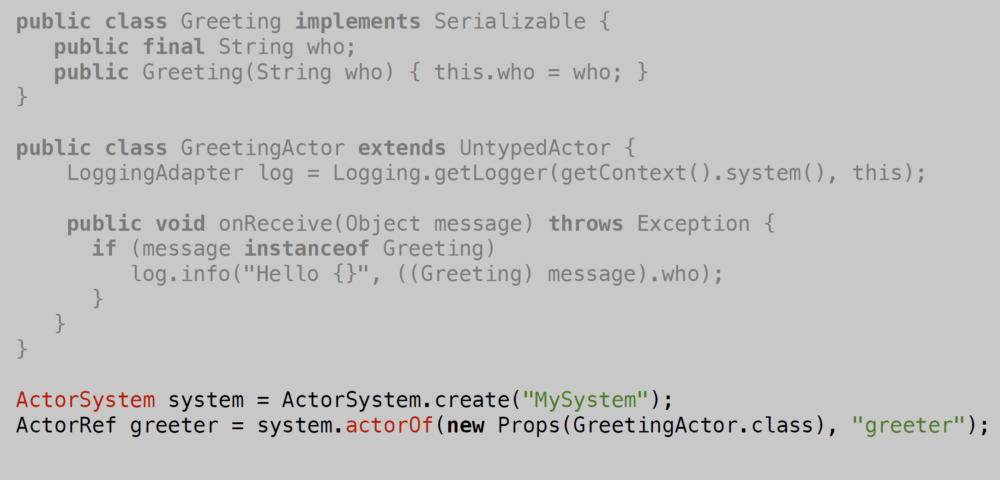 public class Greeting implements Serializable {
   public final String who;
   public Greeting(String who) { this.who = who; }
}

public class GreetingActor extends UntypedActor {
    LoggingAdapter log = Logging.getLogger(getContext().system(), this);

    public void onReceive(Object message) throws Exception {
      if (message instanceof Greeting)
         log.info("Hello {}", ((Greeting) message).who);
      }
   }
}

ActorSystem system = ActorSystem.create("MySystem");
ActorRef greeter = system.actorOf(new Props(GreetingActor.class), "greeter");